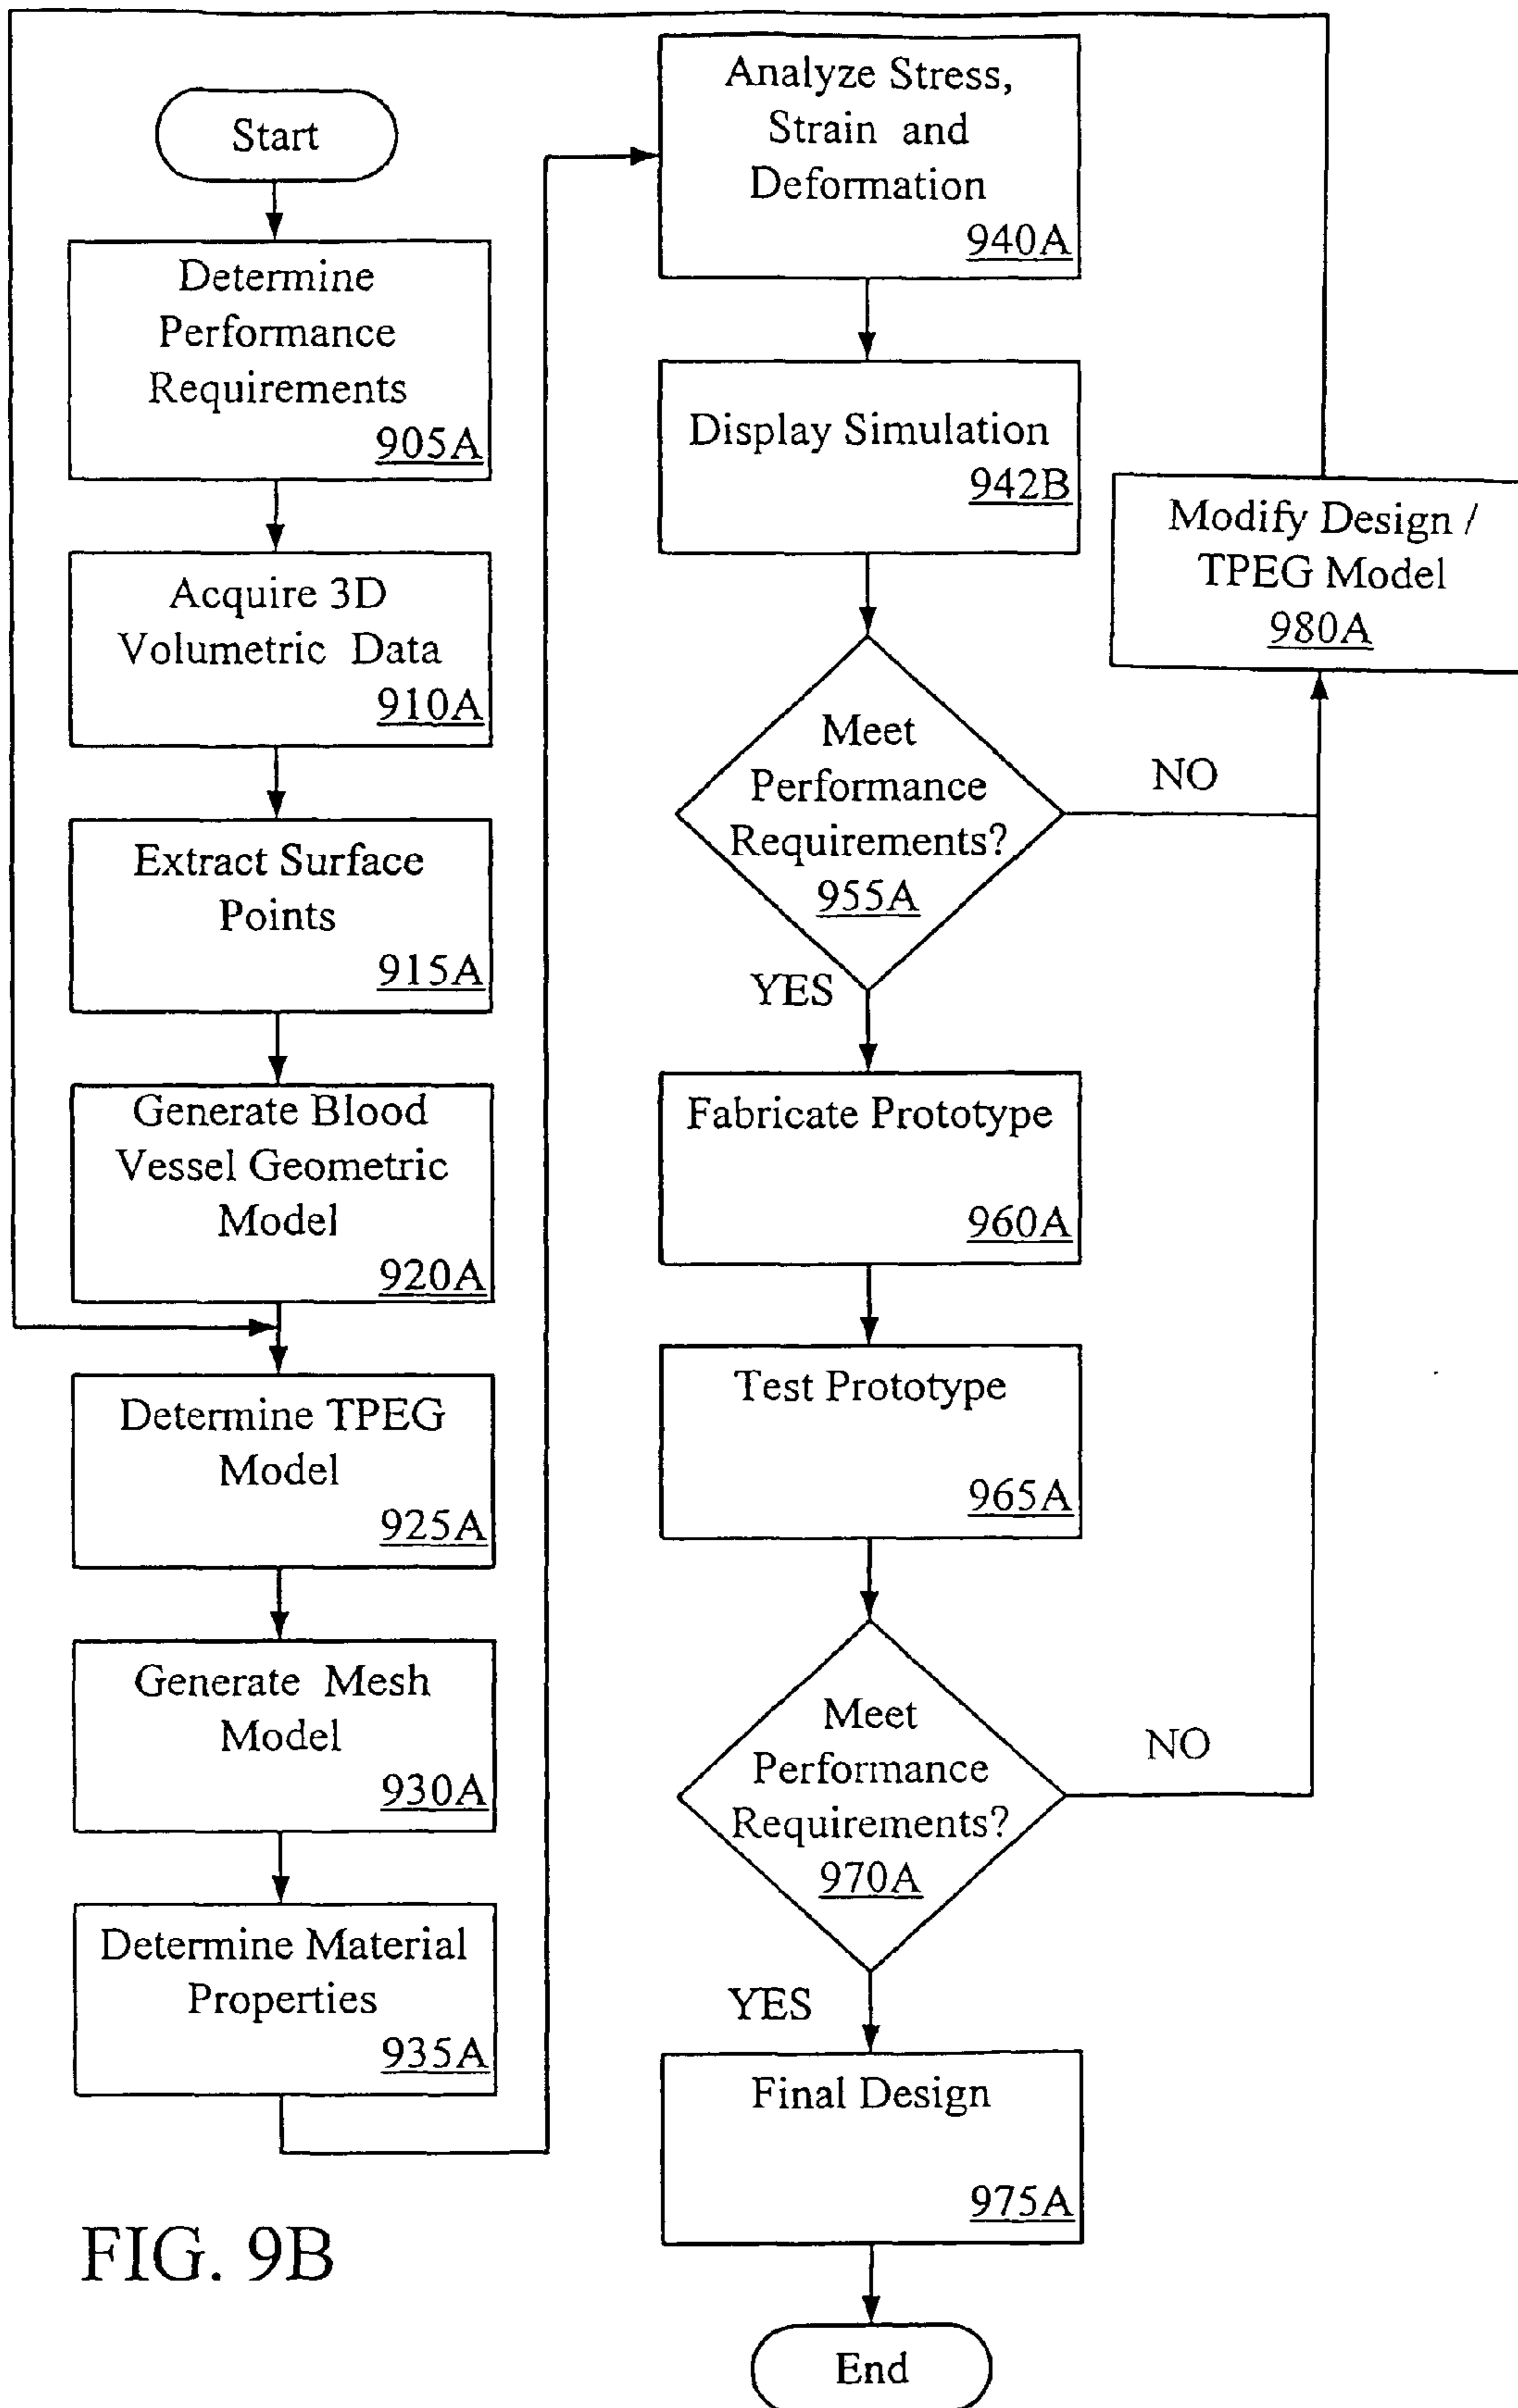 Start
Determine
Performance
Requirements
905A
Acquire 3D
Volumetric Data
910A
Extract Surface
Points
915A
Generate Blood
Vessel Geometric
Model
920A
Determine TPEG
Model
925A
Generate Mesh
Model
930A
Determine Material
Properties
935A
Analyze Stress,
Strain and
Deformation
940A
Display Simulation
942B
Meet
Performance
Requirements?
955A
NO
YES
Modify Design /
TPEG Model
980A
Fabricate Prototype
960A
Test Prototype
965A
Meet
Performance
Requirements?
970A
NO
YES
Final Design
975A
End
FIG. 9B